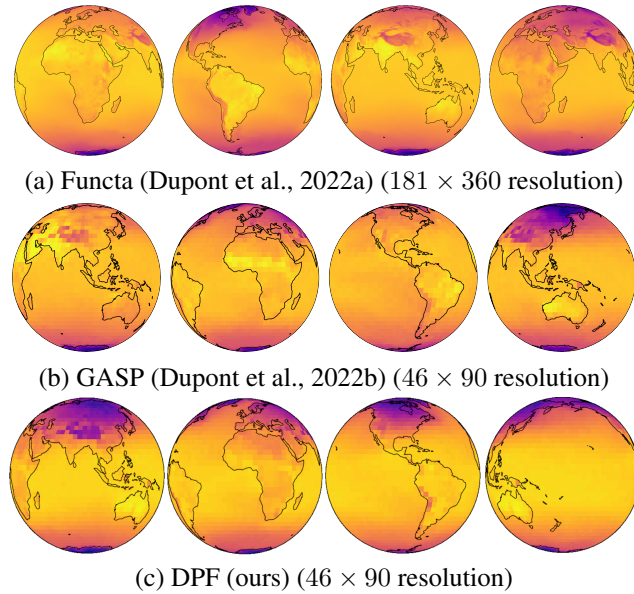 (a) Functa (Dupont et al., 2022a) (181 × 360 resolution)
(b) GASP (Dupont et al., 2022b) (46 × 90 resolution)
(c) DPF (ours) (46 × 90 resolution)